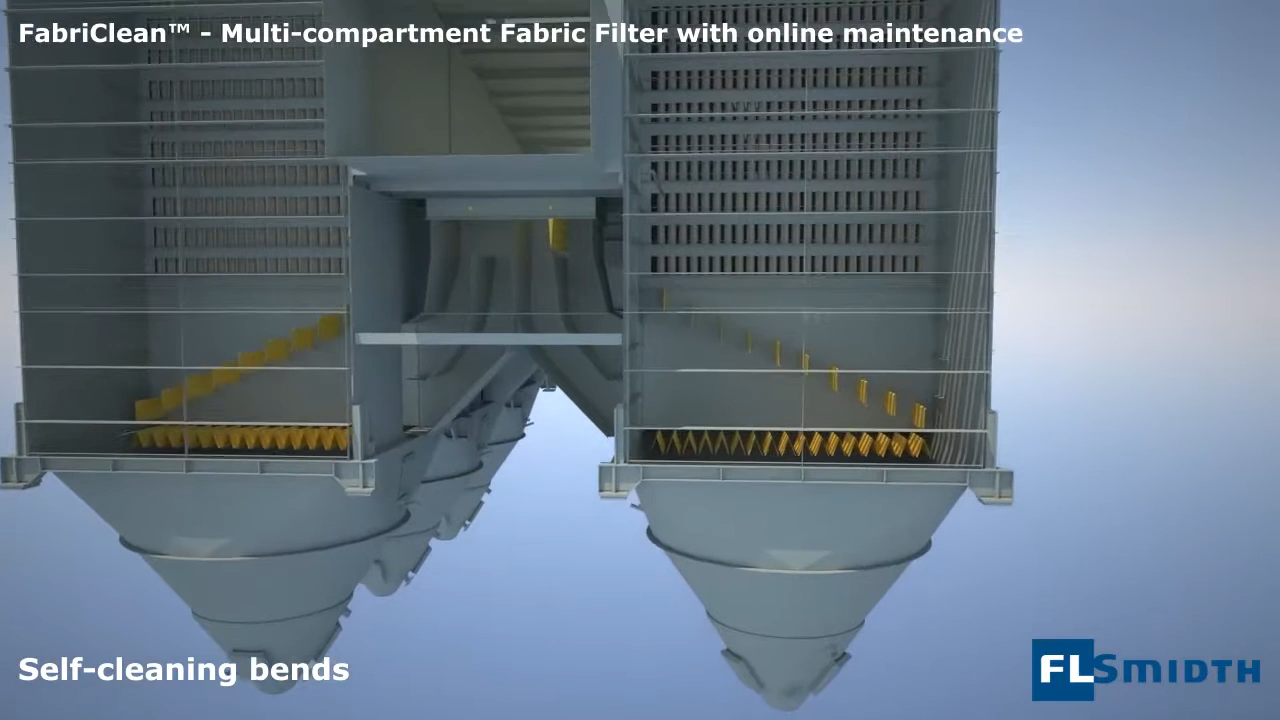 FabriClean™ - Multi-compartment Fabric Filter with online maintenance
Self-cleaning bends
FLSMIDTH